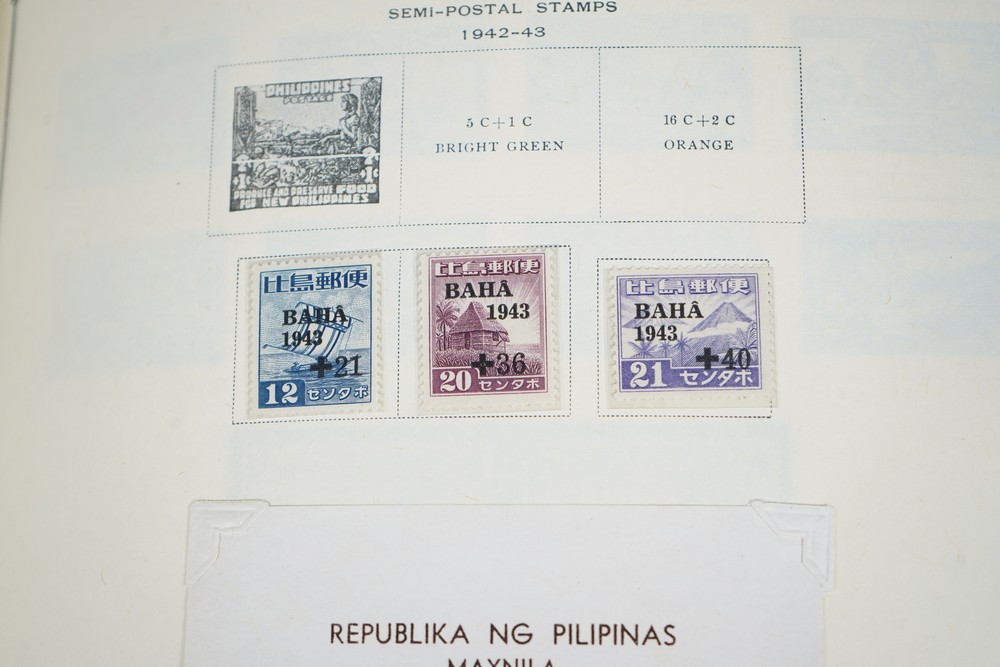 SEMI-POSTAL STAMPS
1942-43
PHILIPPINES
POSTAGE
+1¢ +1¢
PRODUCE AND PRESERVE FOOD
FOR NEW PHILIPPINES
5 C+1 C
BRIGHT GREEN
16 C+2 C
ORANGE
比島郵便
BAHÂ
1943
+21
12 センタボ
比島郵便
BAHÂ
1943
+36
20 センタボ
比島郵便
BAHÂ
1943
+40
21 センタボ
REPUBLIKA NG PILIPINAS
MAYNILA